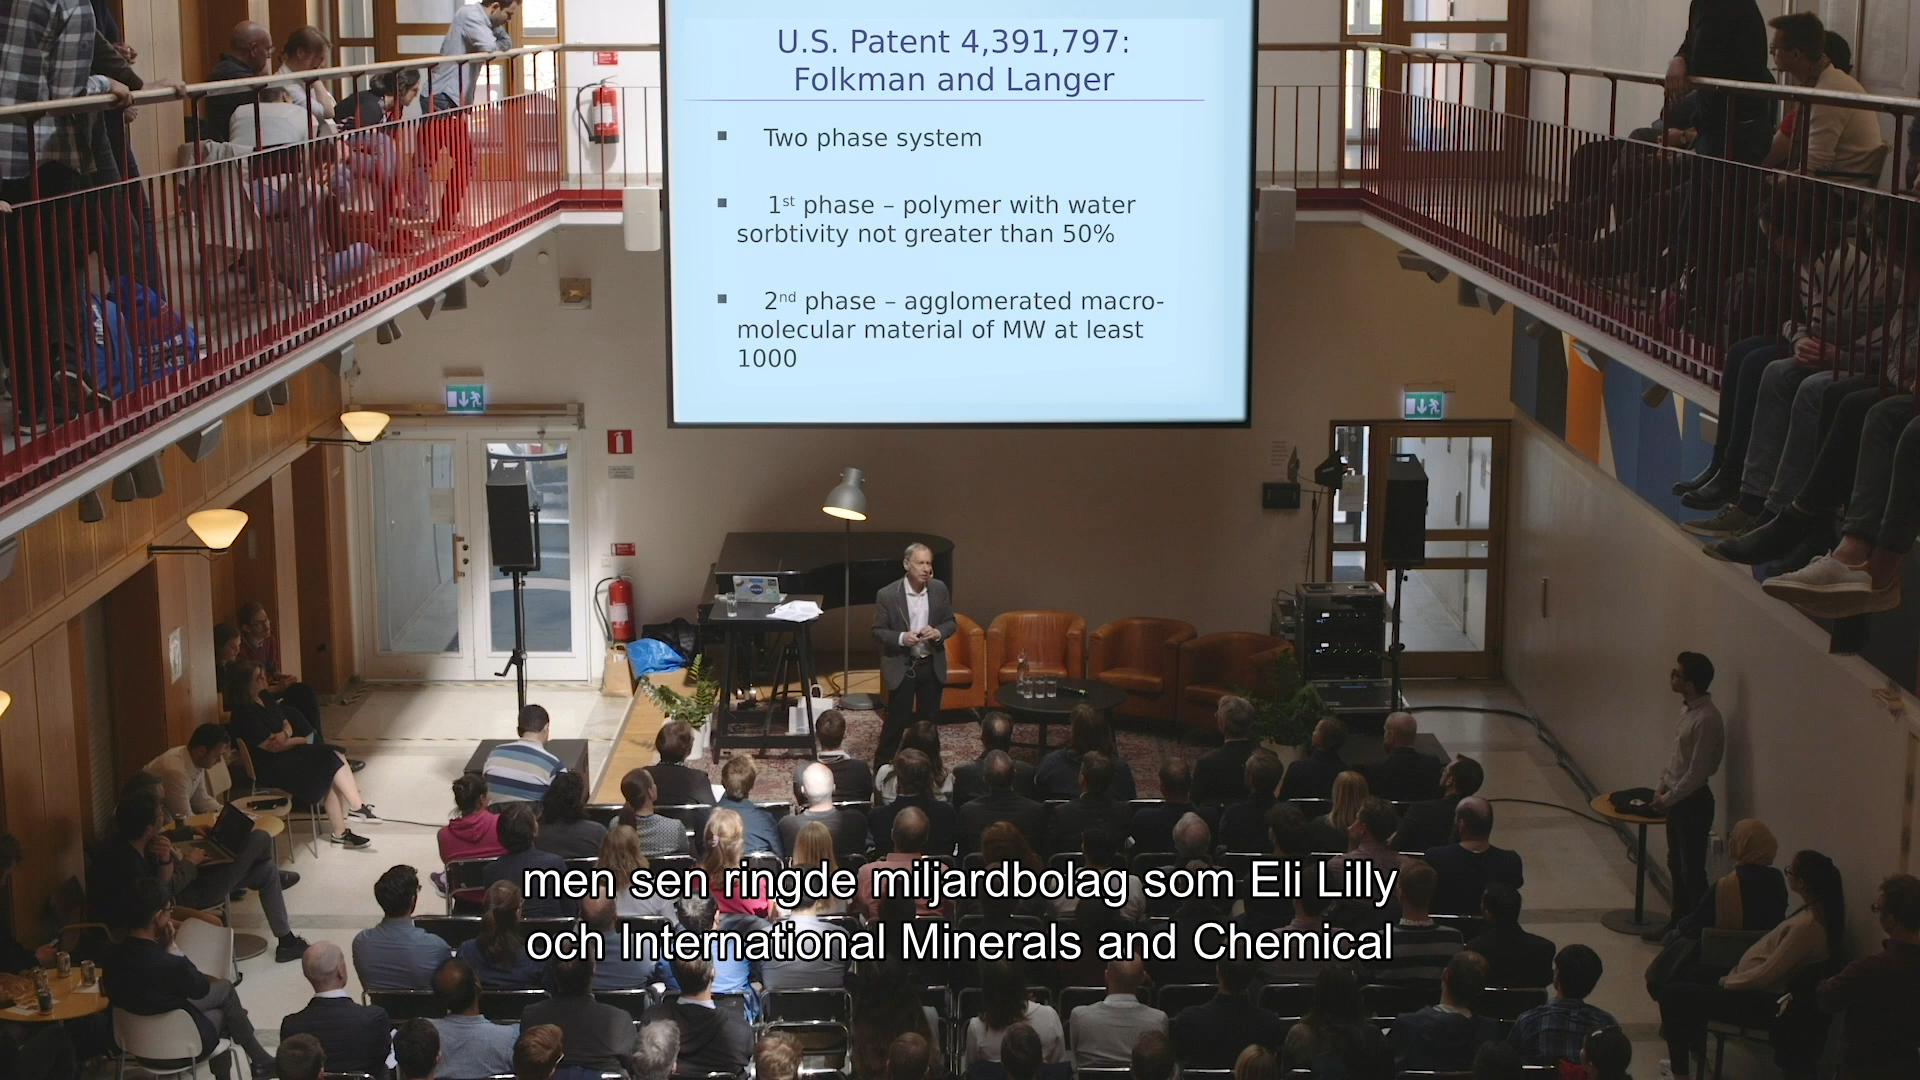 U.S. Patent 4,391,797:
Folkman and Langer
▪ Two phase system
▪ 1st phase – polymer with water
sorbtivity not greater than 50%
▪ 2nd phase – agglomerated macro-
molecular material of MW at least
1000
men sen ringde miljardbolag som Eli Lilly
och International Minerals and Chemical